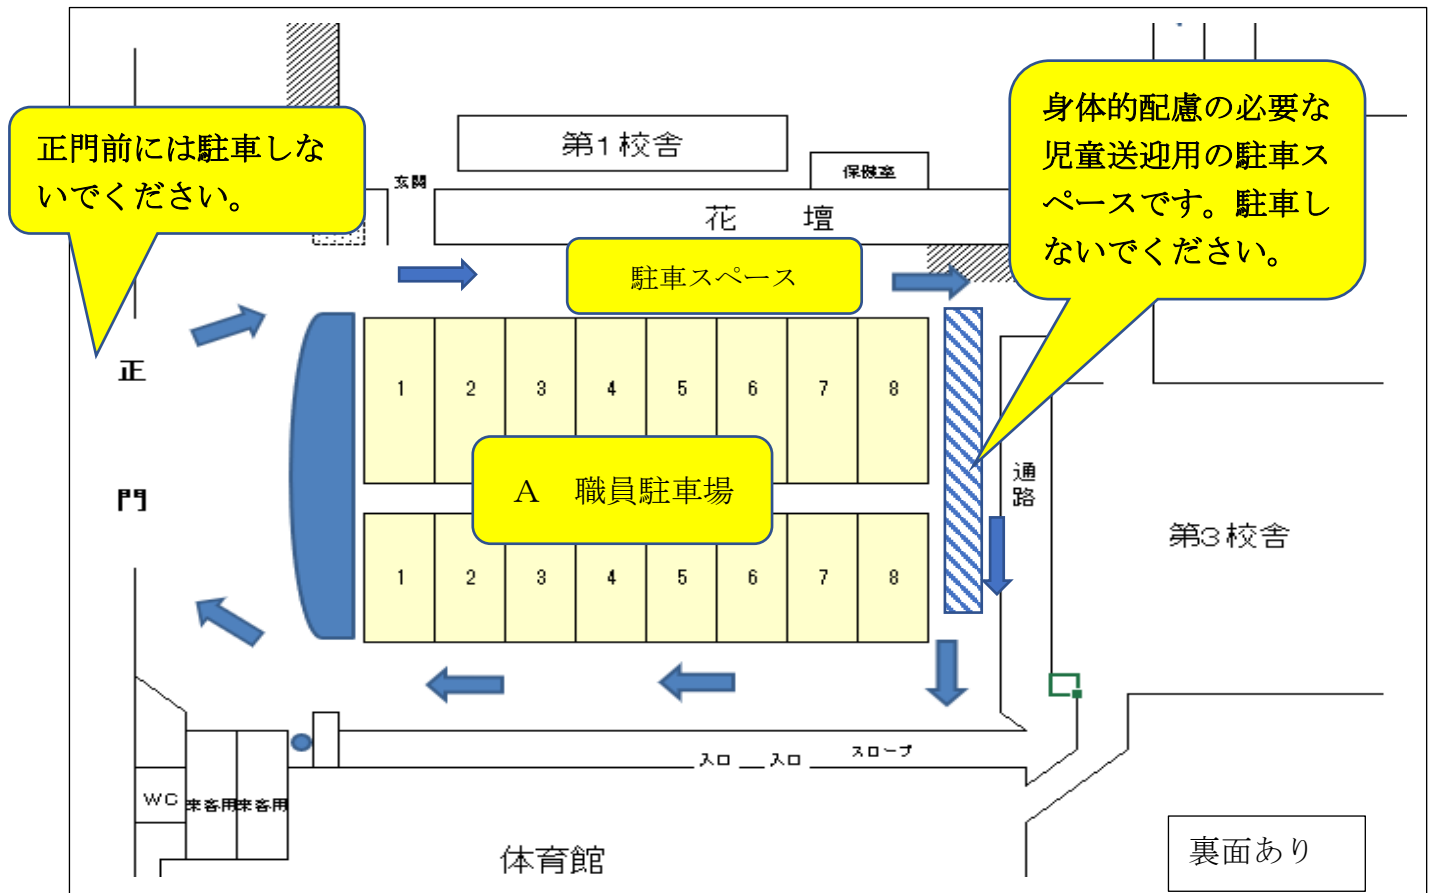 正門前には駐車しな
いでください。
身体的配慮の必要な
児童送迎用の駐車ス
ペースです。駐車し
ないでください。
第1校舎
保健室
玄関
花 壇
駐車スペース
正
門
1 2 3 4 5 6 7 8
A 職員駐車場
1 2 3 4 5 6 7 8
通
路
第3校舎
入口 入口 スロープ
WC 来客用 来客用
体育館
裏面あり